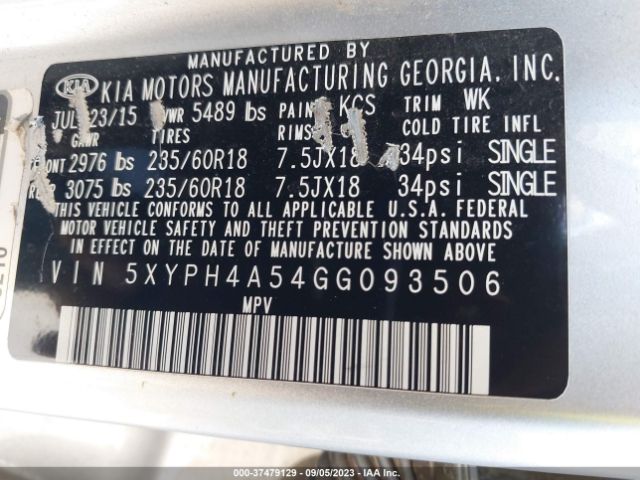 MANUFACTURED BY
KIA KIA MOTORS MANUFACTURING GEORGIA, INC.
JUL 23/15 GVWR 5489 lbs PAINT KCS TRIM WK
GAWR TIRES RIMS COLD TIRE INFL
FRONT 2976 lbs 235/60R18 7.5JX18 34psi SINGLE
REAR 3075 lbs 235/60R18 7.5JX18 34psi SINGLE
THIS VEHICLE CONFORMS TO ALL APPLICABLE U.S.A. FEDERAL
MOTOR VEHICLE SAFETY AND THEFT PREVENTION STANDARDS
IN EFFECT ON THE DATE OF MANUFACTURE SHOWN ABOVE.
VIN 5XYPH4A54GG093506
MPV
000-37479129 - 09/05/2023 - IAA Inc.